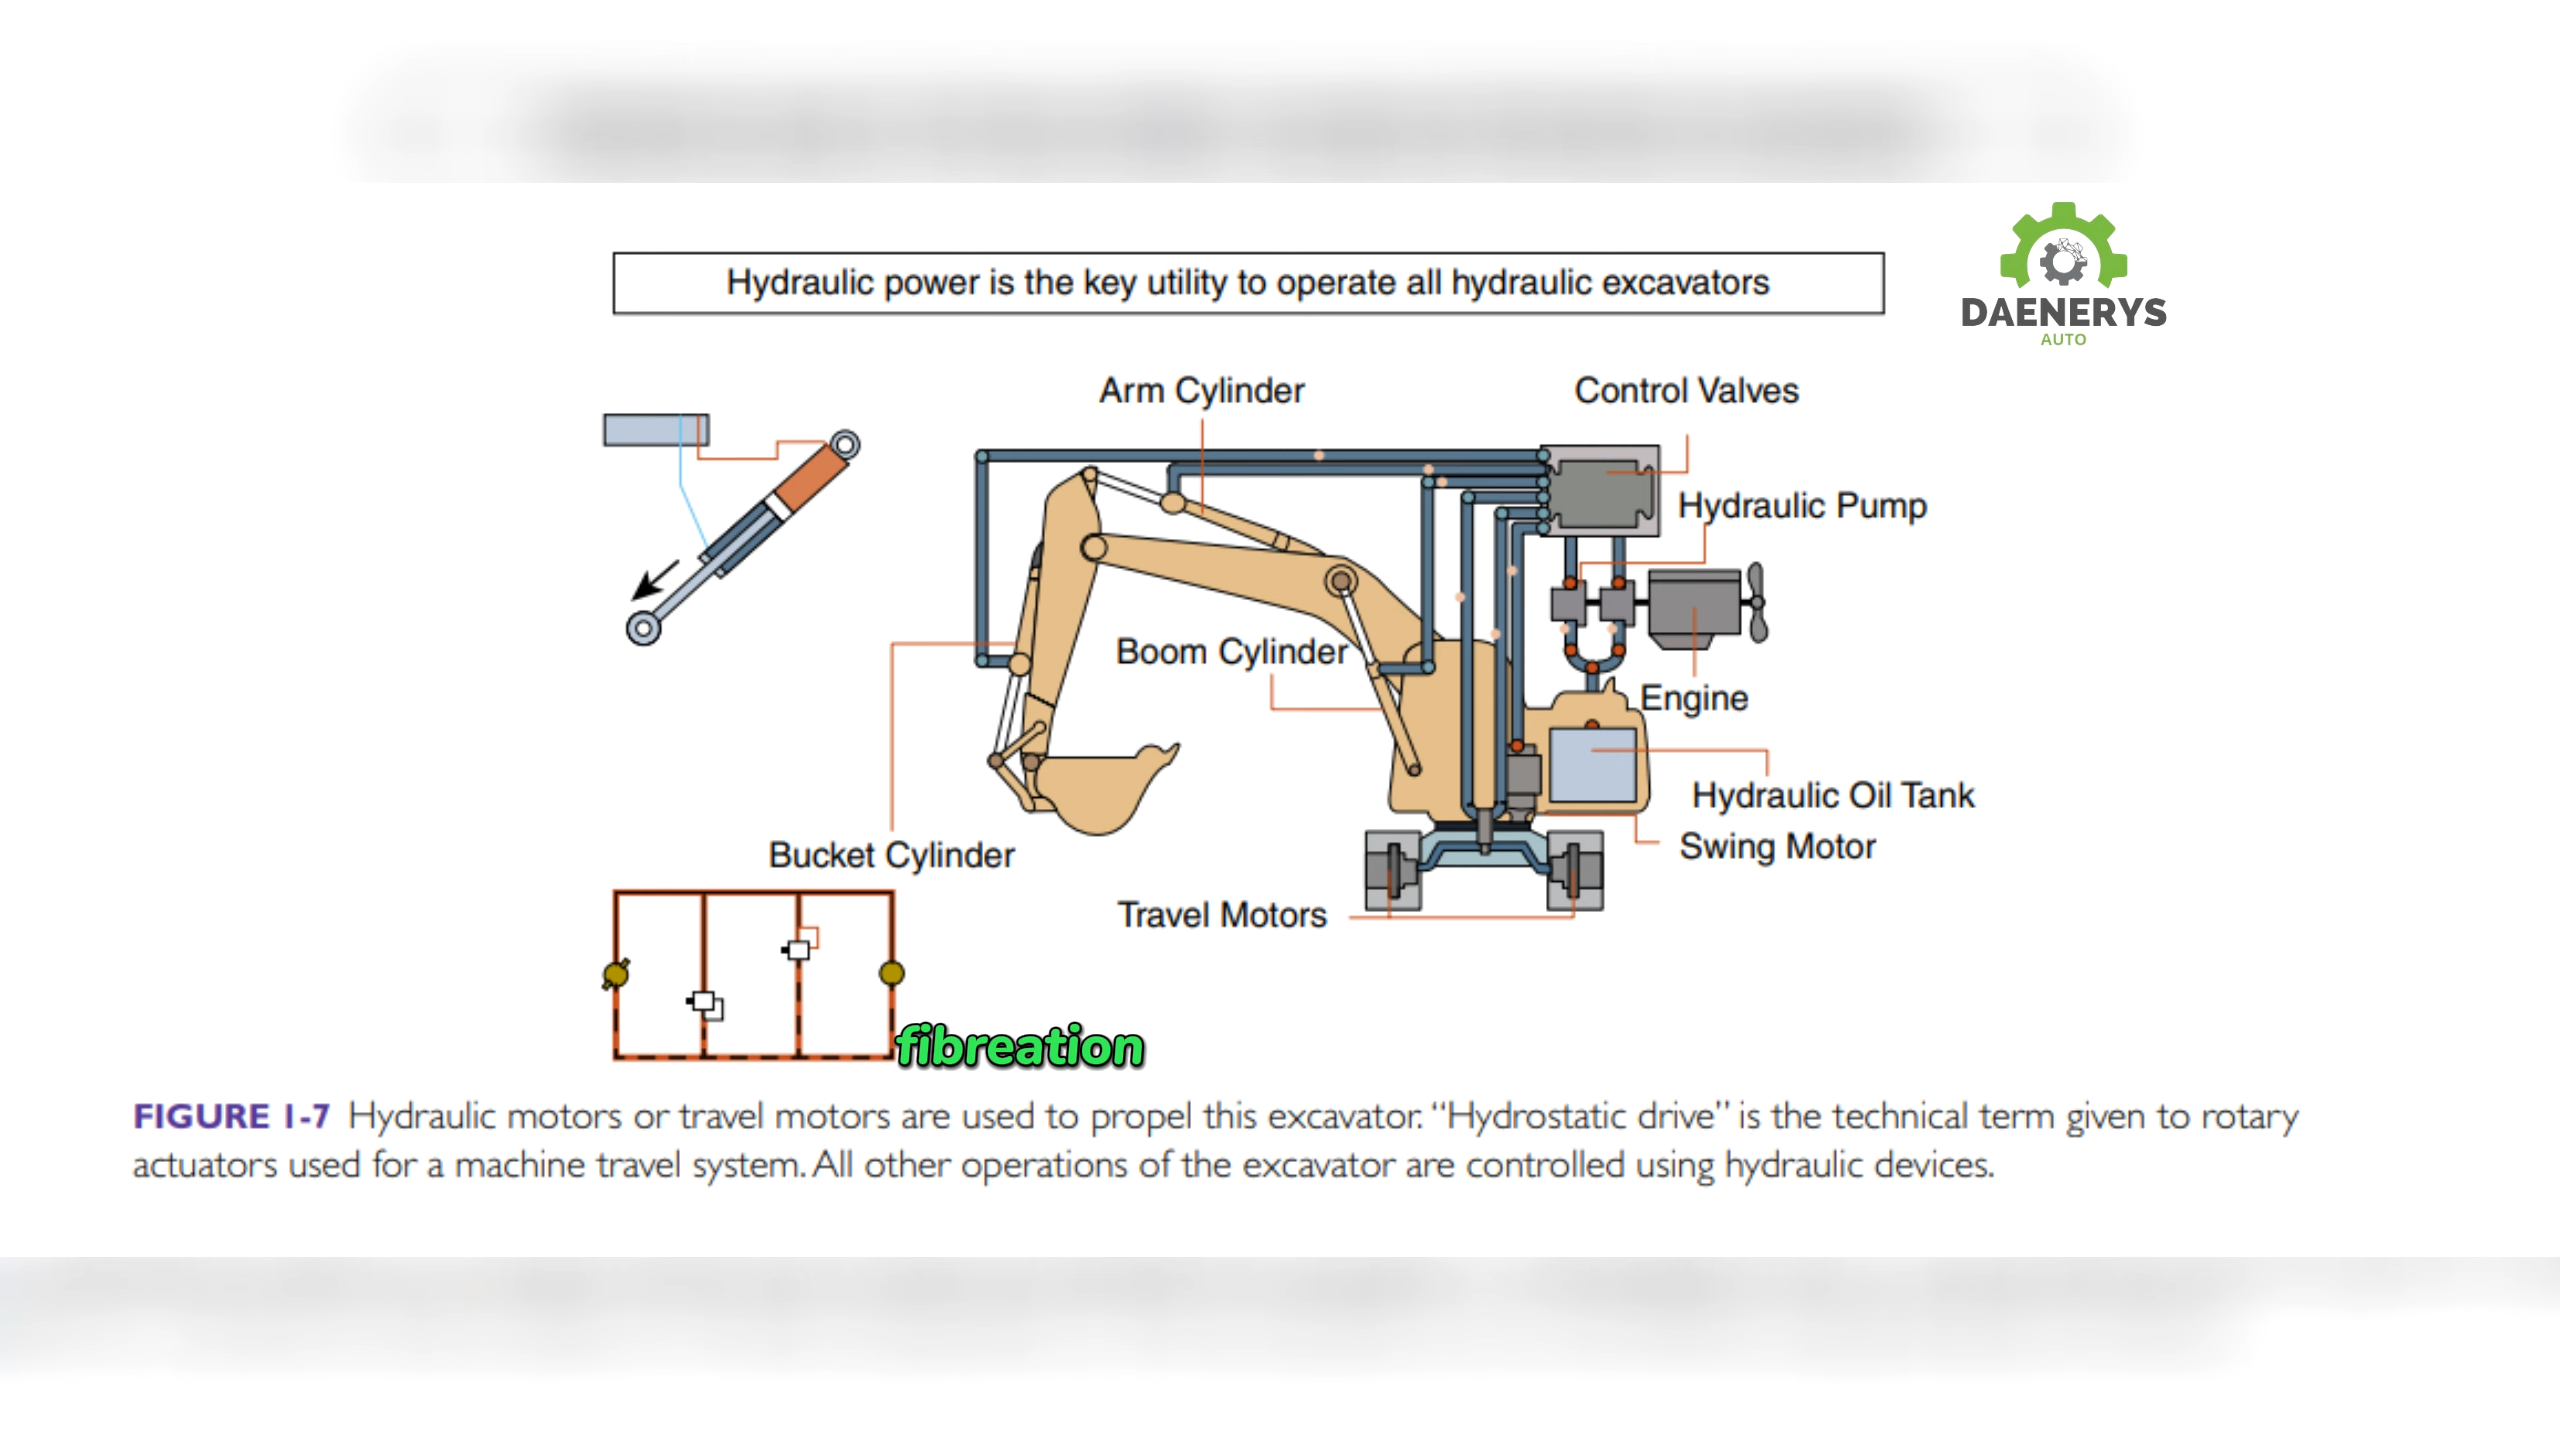 Hydraulic power is the key utility to operate all hydraulic excavators
DAENERYS
AUTO
Arm Cylinder
Control Valves
Hydraulic Pump
Boom Cylinder
Engine
Hydraulic Oil Tank
Swing Motor
Bucket Cylinder
Travel Motors
fibreation
FIGURE 1-7 Hydraulic motors or travel motors are used to propel this excavator. “Hydrostatic drive” is the technical term given to rotary
actuators used for a machine travel system. All other operations of the excavator are controlled using hydraulic devices.